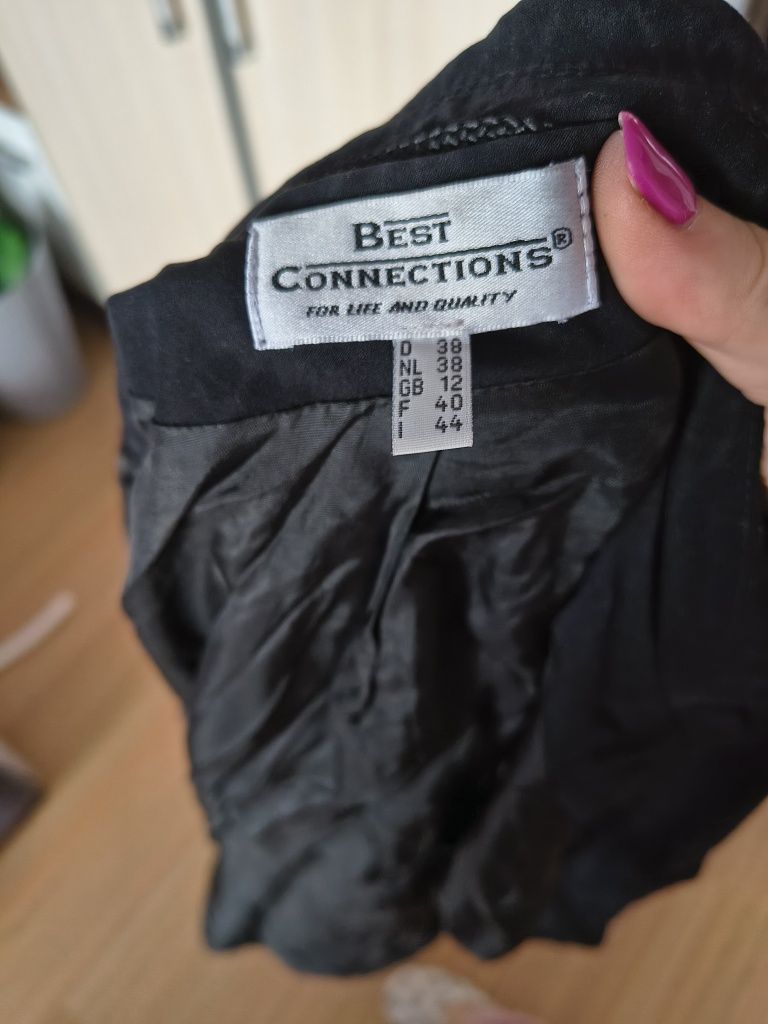 BEST
CONNECTIONS®
FOR LIFE AND QUALITY
D 38
NL 38
GB 12
F 40
I 44